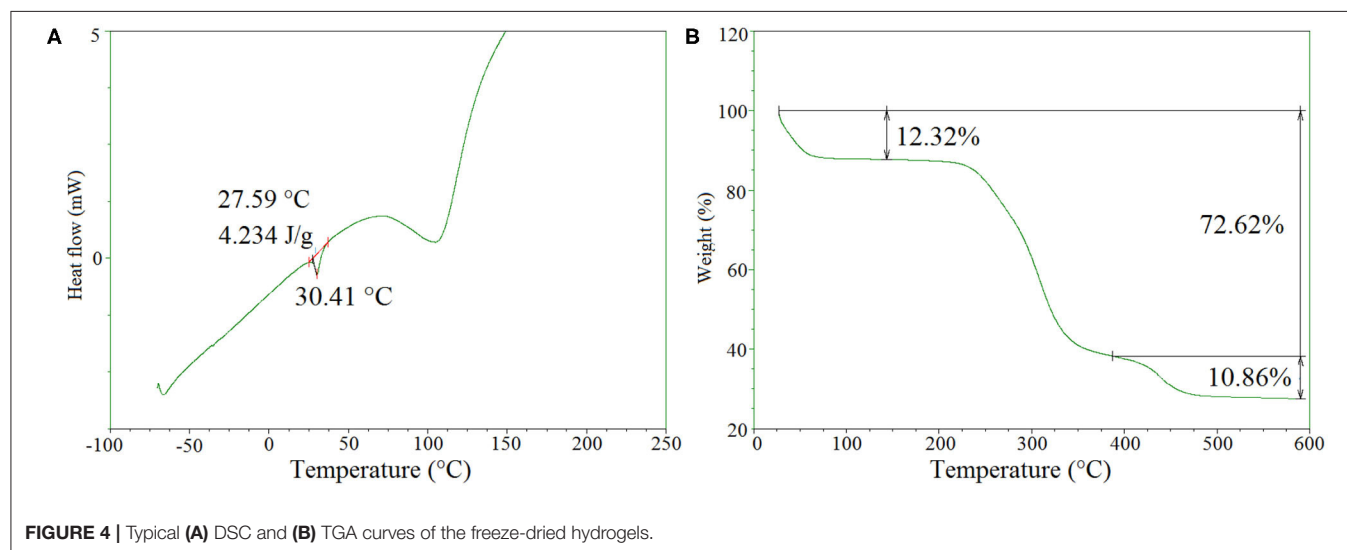 A
5
0
Heat flow (mW)
27.59 °C
4.234 J/g
30.41 °C
-100 -50 0 50 100 150 200 250
Temperature (°C)
B
120
100
80
60
40
20
Weight (%)
12.32%
72.62%
10.86%
0 100 200 300 400 500 600
Temperature (°C)
FIGURE 4 | Typical (A) DSC and (B) TGA curves of the freeze-dried hydrogels.